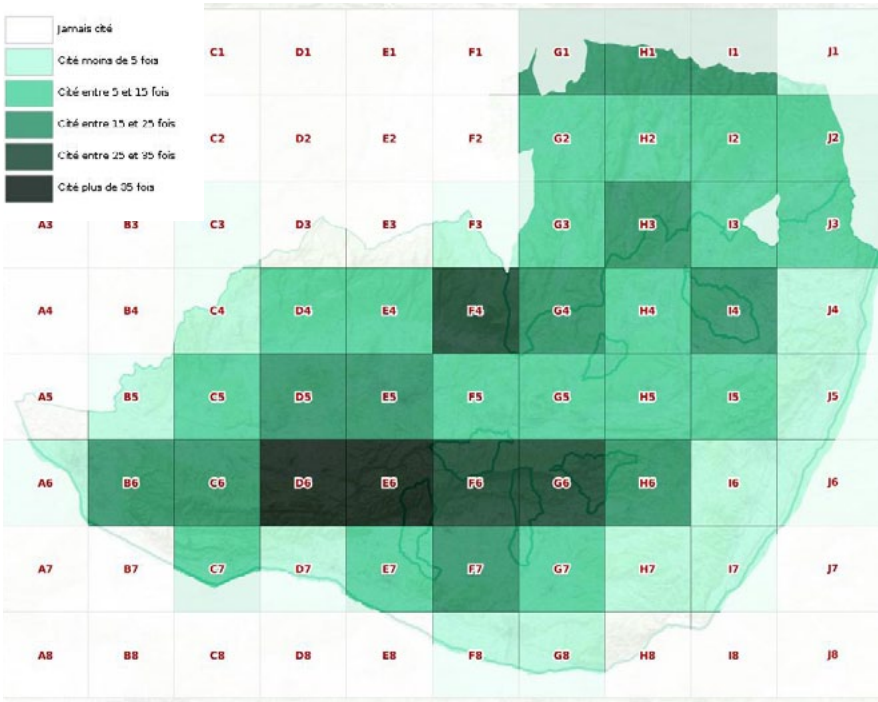 Jamais cité
Cité moins de 5 fois
Cité entre 5 et 15 fois
Cité entre 15 et 25 fois
Cité entre 25 et 35 fois
Cité plus de 35 fois
C1 D1 E1 F1 G1 H1 I1 J1
C2 D2 E2 F2 G2 H2 I2 J2
A3 B3 C3 D3 E3 F3 G3 H3 I3 J3
A4 B4 C4 D4 E4 F4 G4 H4 I4 J4
A5 B5 C5 D5 E5 F5 G5 H5 I5 J5
A6 B6 C6 D6 E6 F6 G6 H6 I6 J6
A7 B7 C7 D7 E7 F7 G7 H7 I7 J7
A8 B8 C8 D8 E8 F8 G8 H8 I8 J8